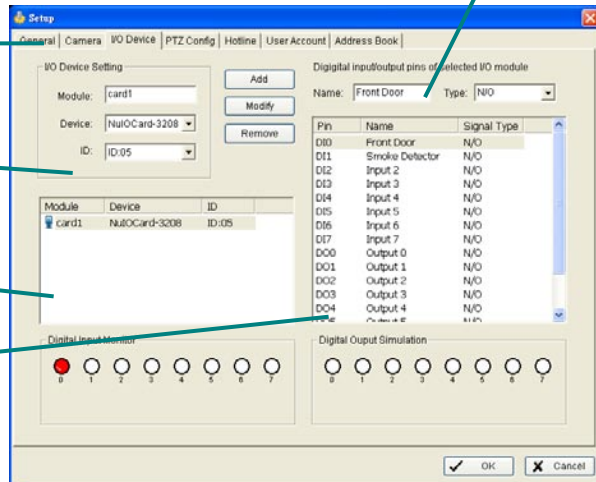 Setup
General Camera I/O Device PTZ Config Hotline User Account Address Book
I/O Device Setting
Module: card1
Device: NuIOCard-3208
ID: ID:05
Add
Modify
Remove
Module Device ID
card1 NuIOCard-3208 ID:05
Digigital input/output pins of selected I/O module
Name: Front Door Type: N/O
Pin Name Signal Type
DI0 Front Door N/O
DI1 Smoke Detector N/O
DI2 Input 2 N/O
DI3 Input 3 N/O
DI4 Input 4 N/O
DI5 Input 5 N/O
DI6 Input 6 N/O
DI7 Input 7 N/O
DO0 Output 0 N/O
DO1 Output 1 N/O
DO2 Output 2 N/O
DO3 Output 3 N/O
DO4 Output 4 N/O
Digital Input Monitor
0 1 2 3 4 5 6 7
Digital Ouput Simulation
0 1 2 3 4 5 6 7
OK Cancel